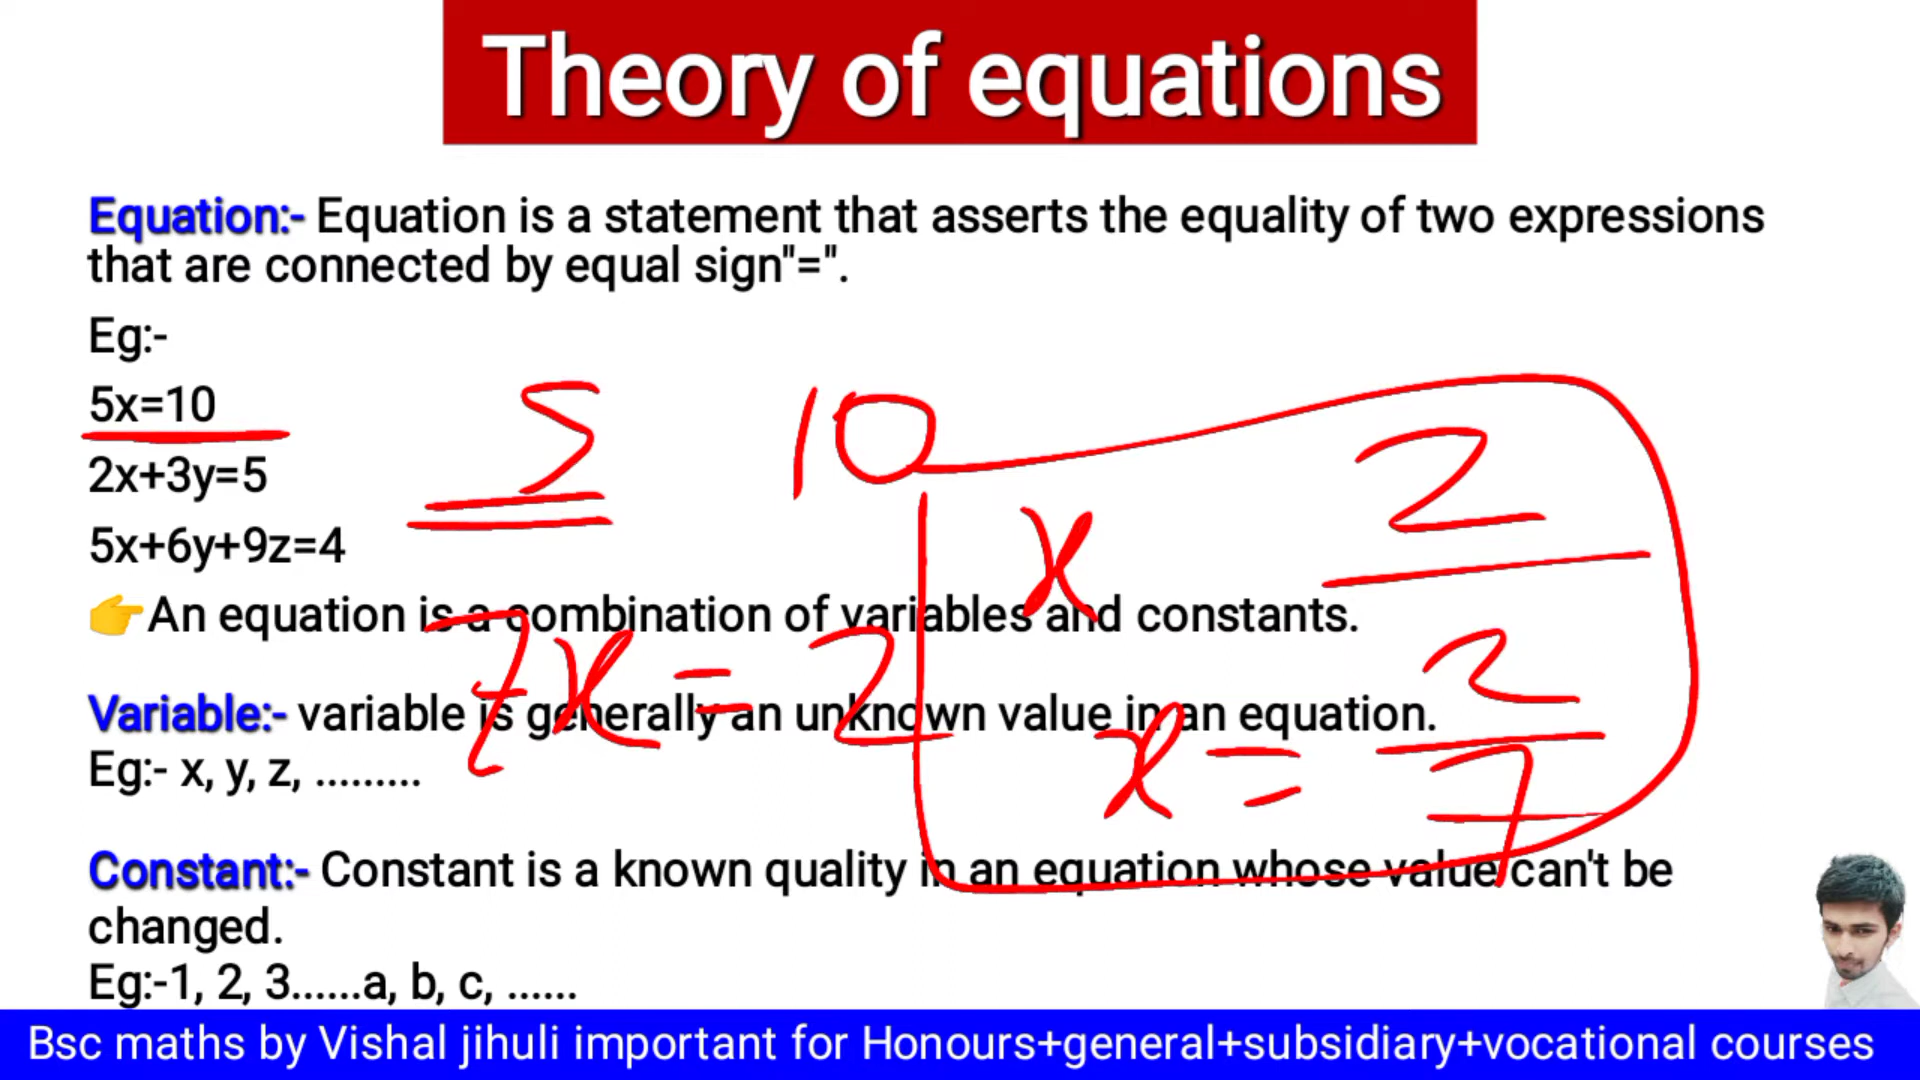 Theory of equations
Equation:- Equation is a statement that asserts the equality of two expressions
that are connected by equal sign"=".
Eg:-
5x=10
5 10
2x+3y=5
2
5x+6y+9z=4
x
👉An equation is a combination of variables and constants.
7x = 2
2
Variable:- variable is generally an unknown value in an equation.
x =
7
Eg:- x, y, z, .........
Constant:- Constant is a known quality in an equation whose value can't be
changed.
Eg:-1, 2, 3......a, b, c, ......
Bsc maths by Vishal jihuli important for Honours+general+subsidiary+vocational courses